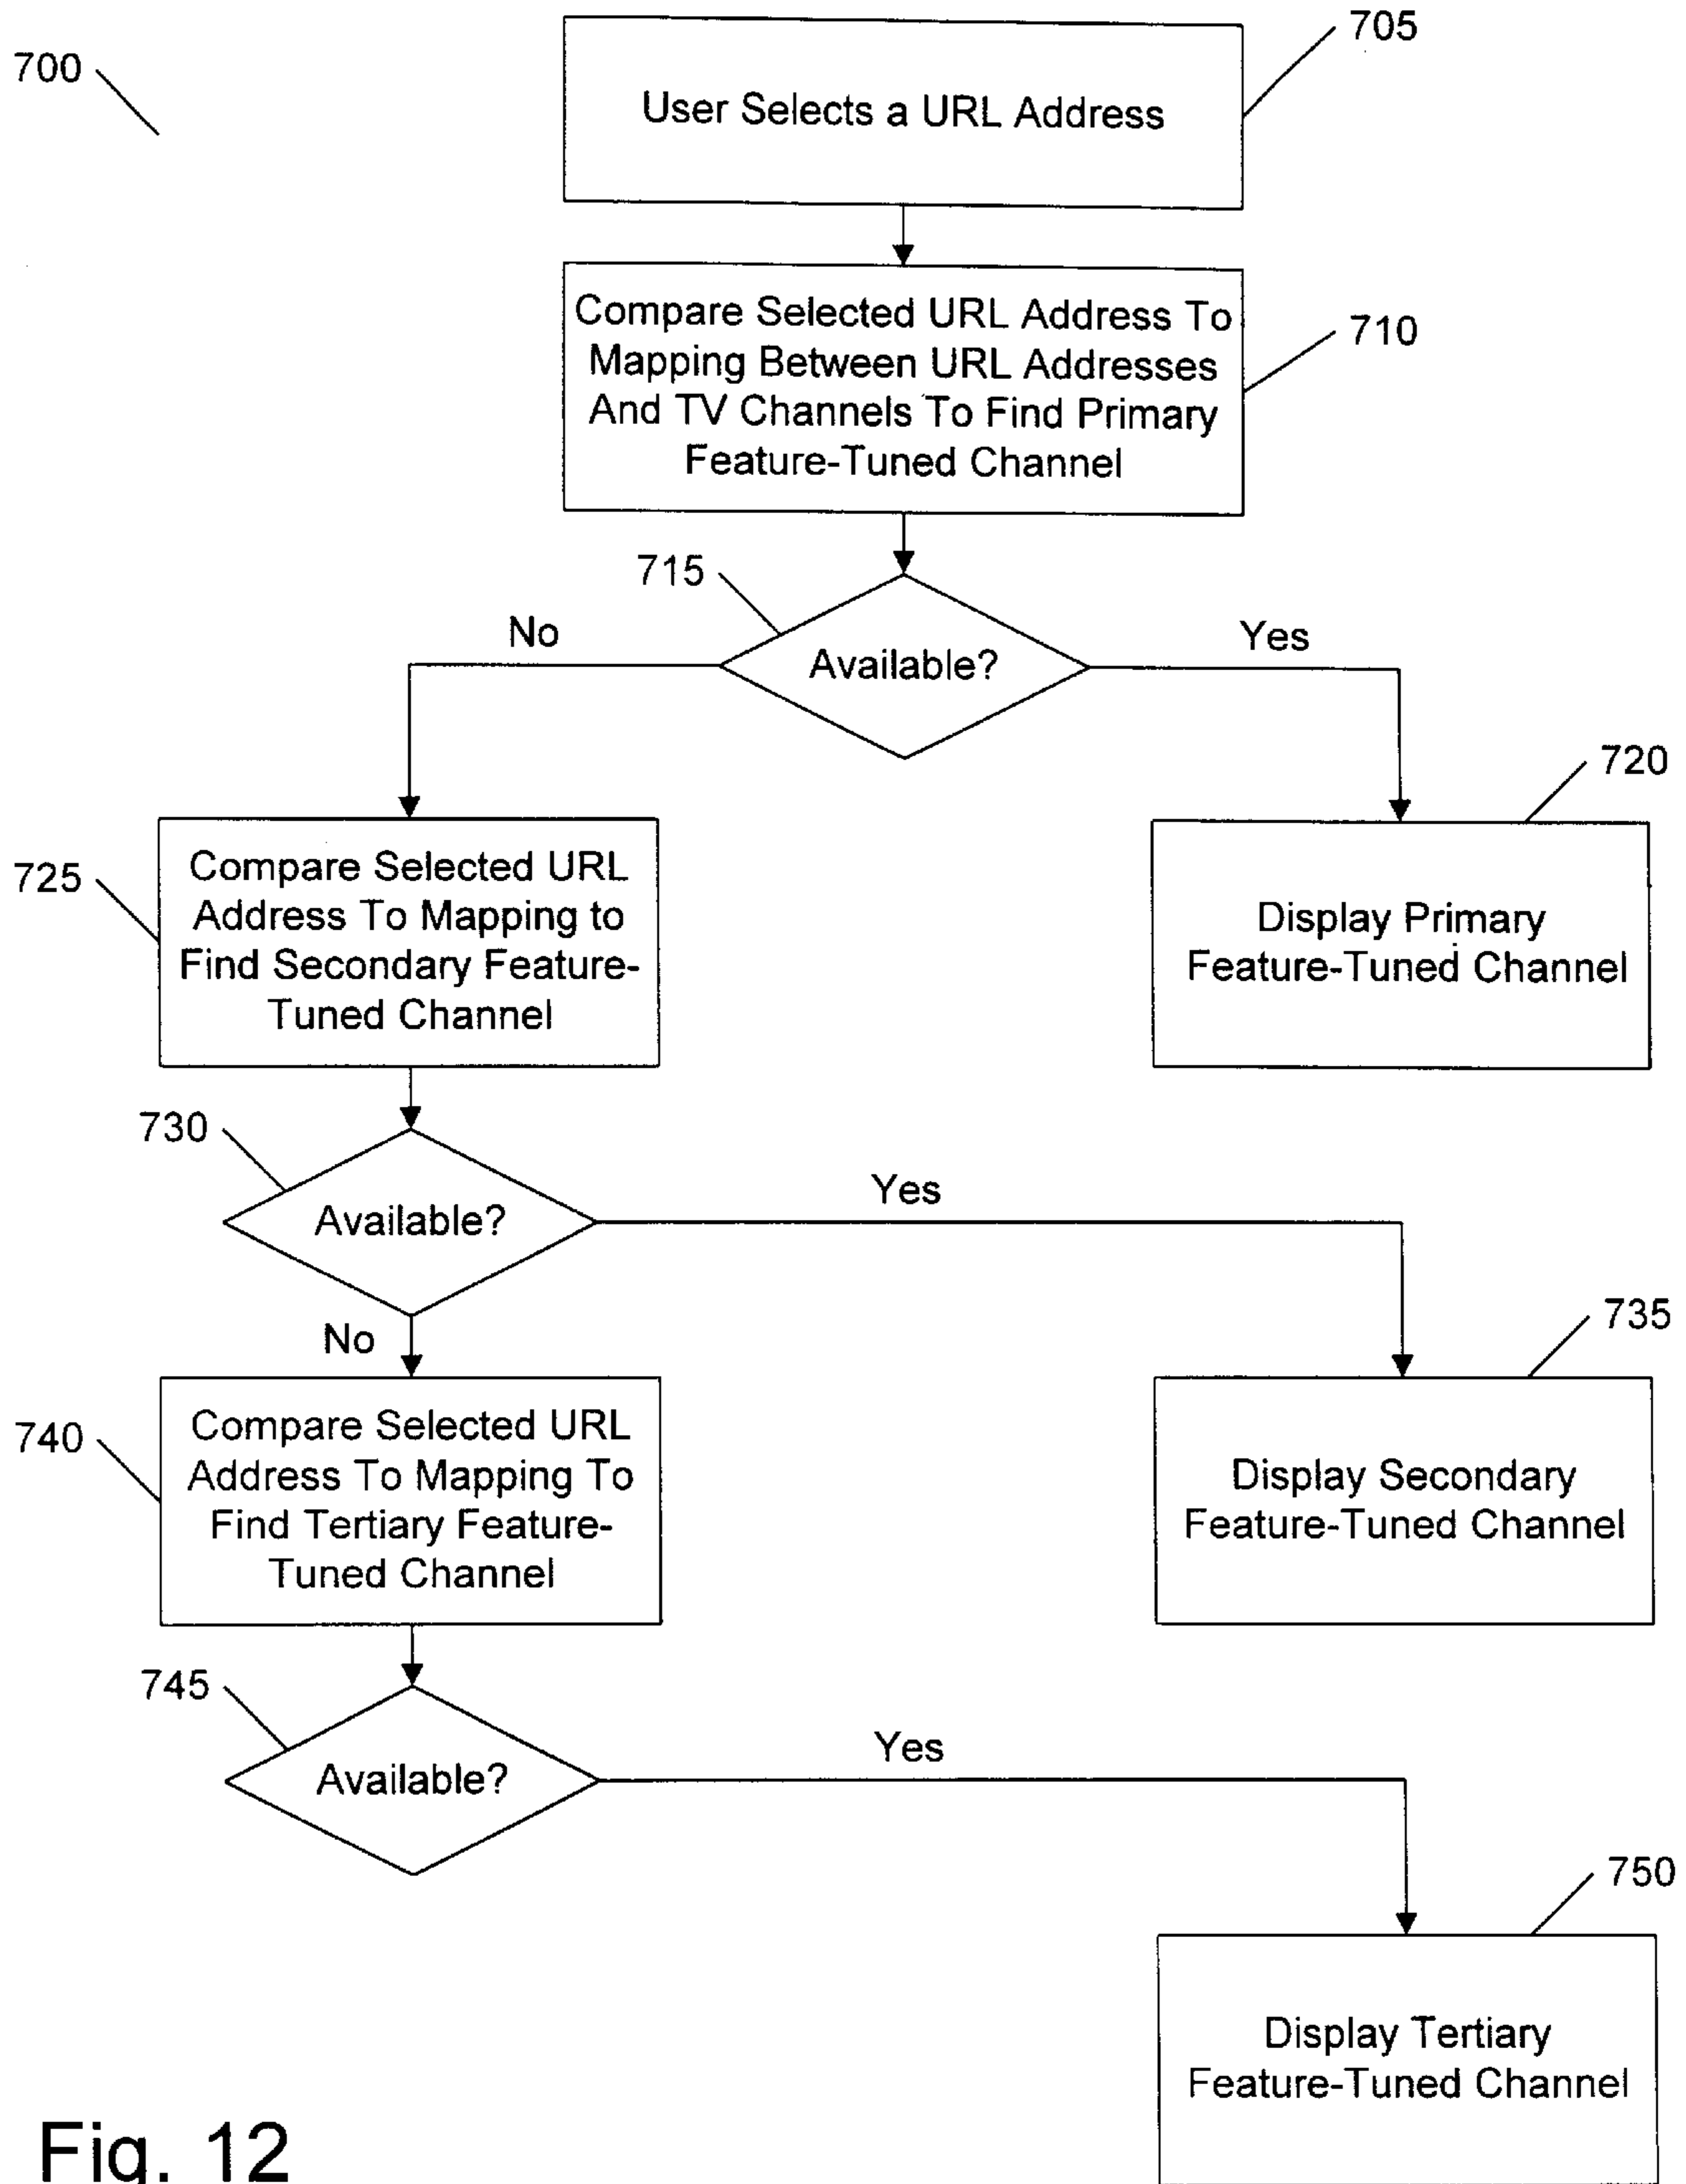 705
700
User Selects a URL Address
Compare Selected URL Address To
Mapping Between URL Addresses
And TV Channels To Find Primary
Feature-Tuned Channel
710
715
No
Yes
Available?
720
725
Compare Selected URL
Address To Mapping to
Find Secondary Feature-
Tuned Channel
Display Primary
Feature-Tuned Channel
730
Yes
Available?
No
735
740
Compare Selected URL
Address To Mapping To
Find Tertiary Feature-
Tuned Channel
Display Secondary
Feature-Tuned Channel
745
Yes
Available?
750
Display Tertiary
Feature-Tuned Channel
Fig. 12